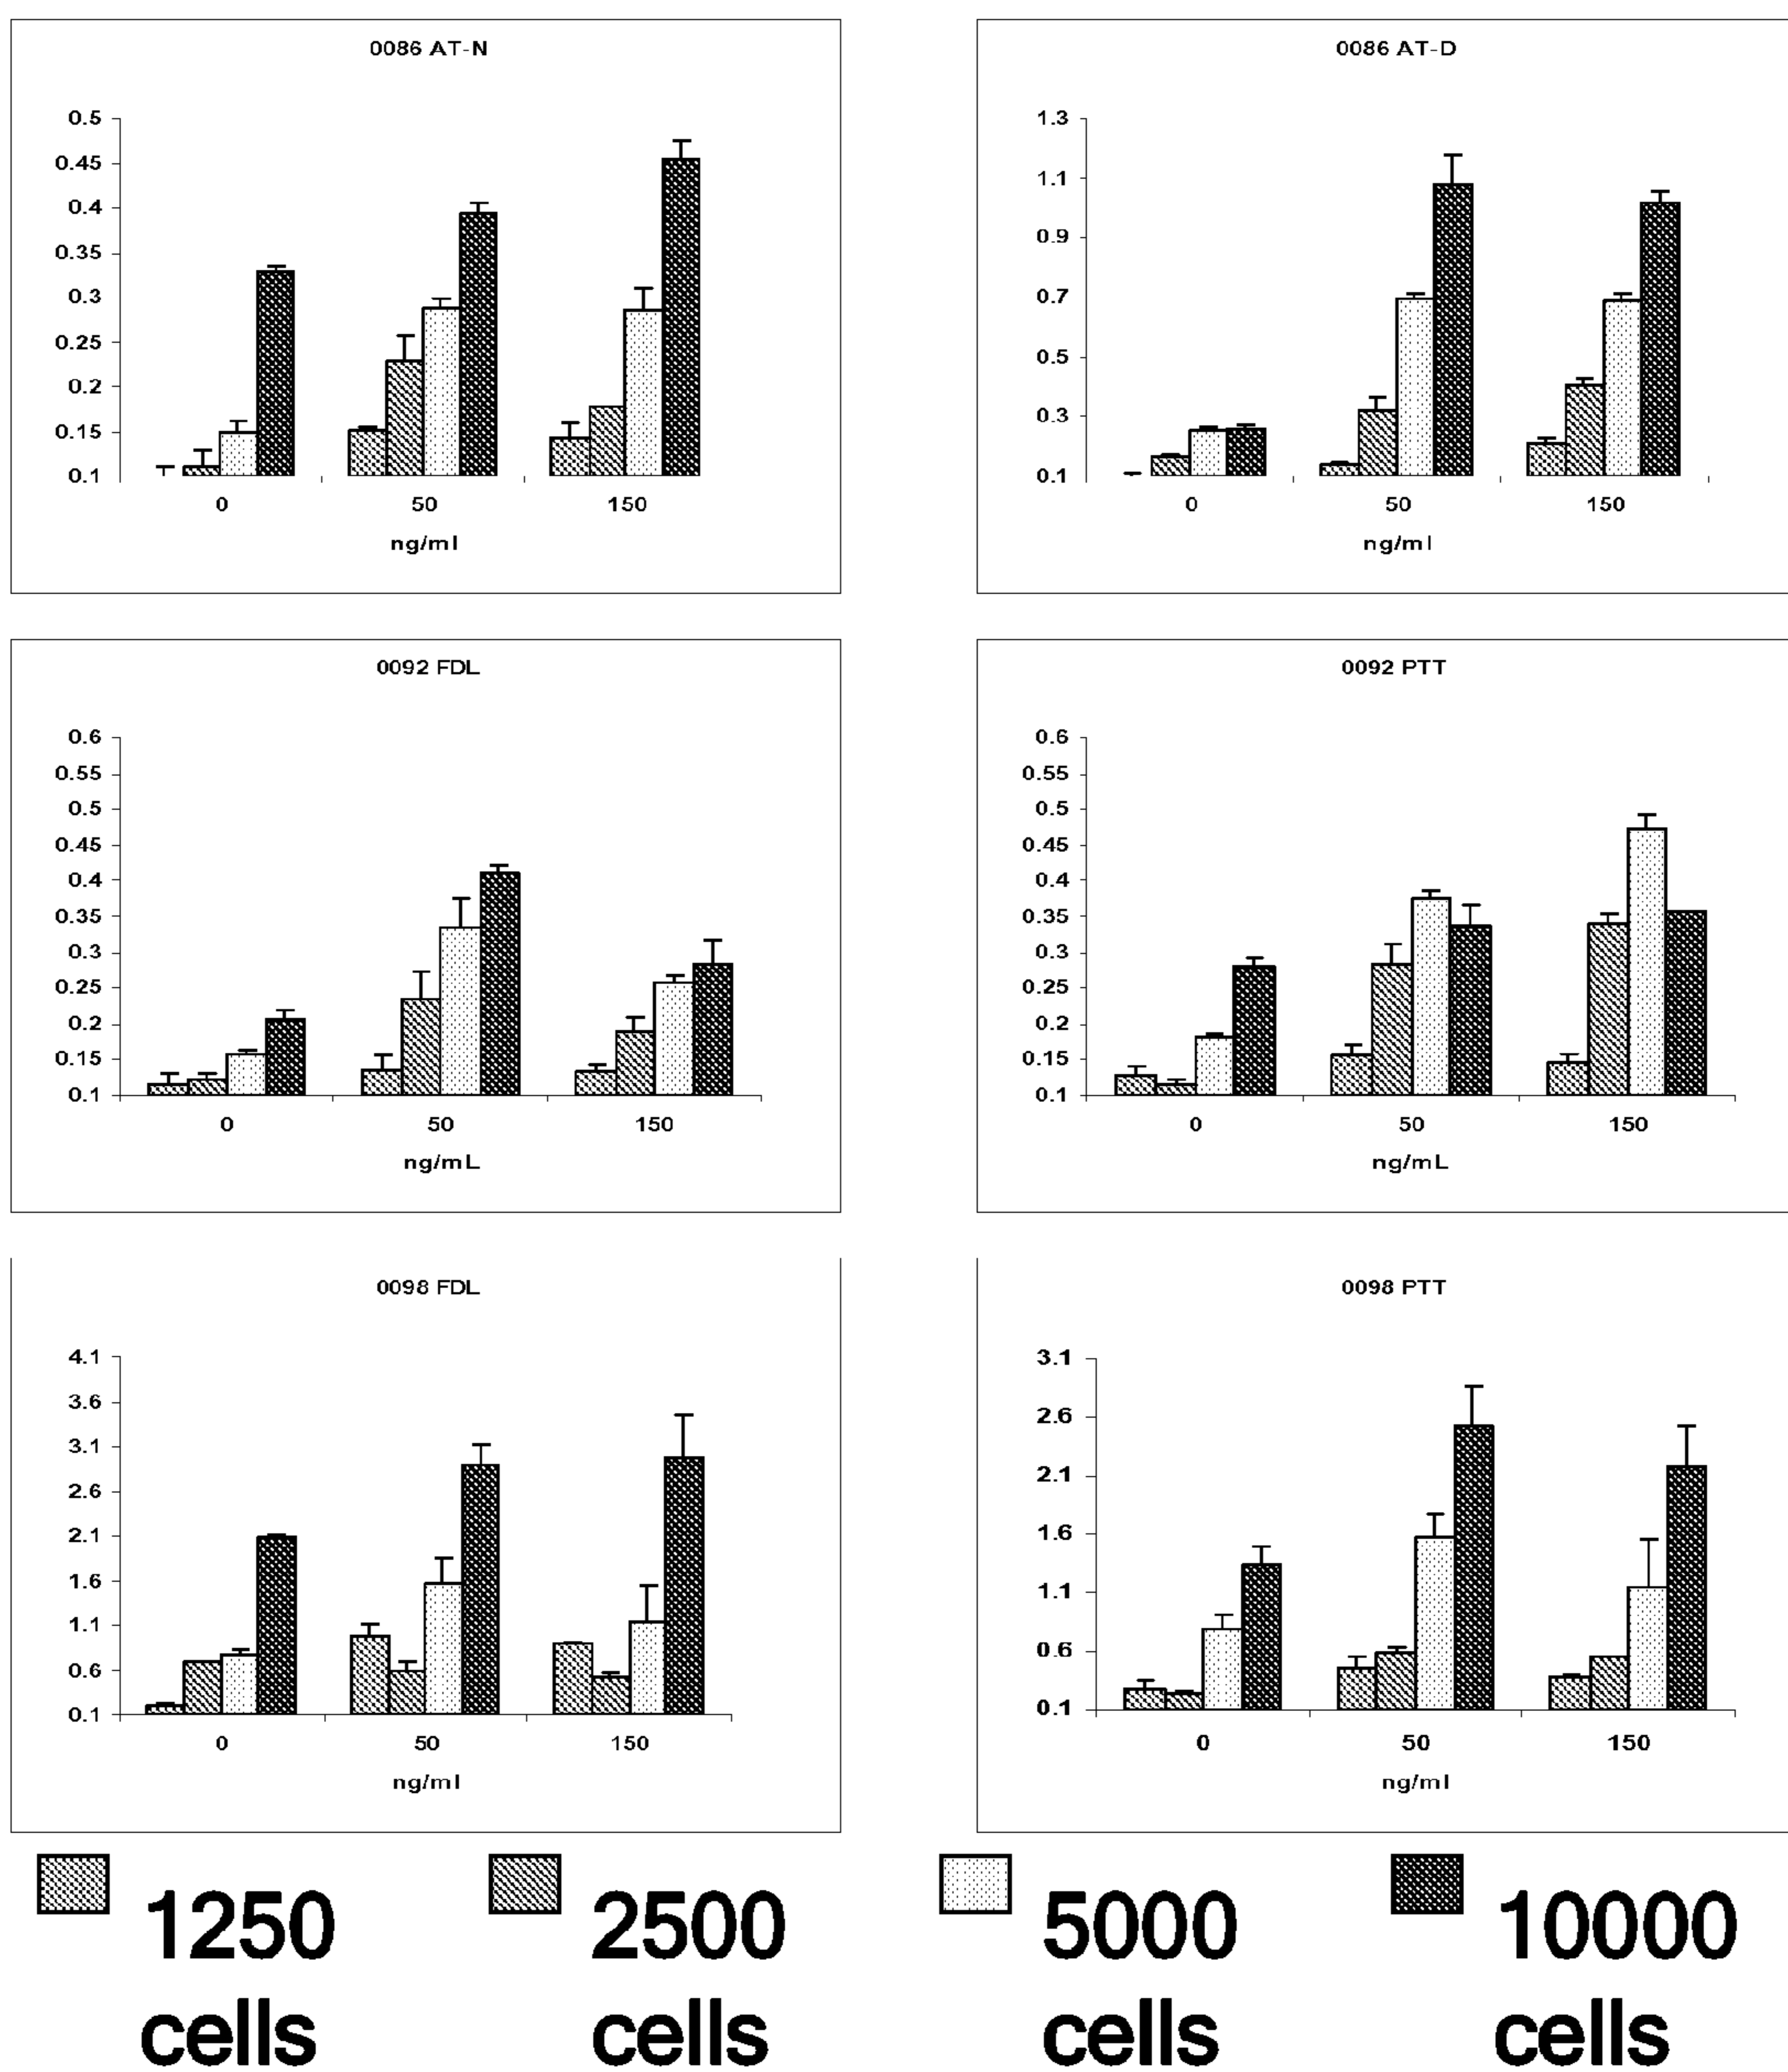 0086 AT-N
0.5
0.45
0.4
0.35
0.3
0.25
0.2
0.15
0.1
0 50 150
ng/ml
0086 AT-D
1.3
1.1
0.9
0.7
0.5
0.3
0.1
0 50 150
ng/ml
0092 FDL
0.6
0.55
0.5
0.45
0.4
0.35
0.3
0.25
0.2
0.15
0.1
0 50 150
ng/mL
0092 PTT
0.6
0.55
0.5
0.45
0.4
0.35
0.3
0.25
0.2
0.15
0.1
0 50 150
ng/mL
0098 FDL
4.1
3.6
3.1
2.6
2.1
1.6
1.1
0.6
0.1
0 50 150
ng/ml
0098 PTT
3.1
2.6
2.1
1.6
1.1
0.6
0.1
0 50 150
ng/ml
1250
cells
2500
cells
5000
cells
10000
cells